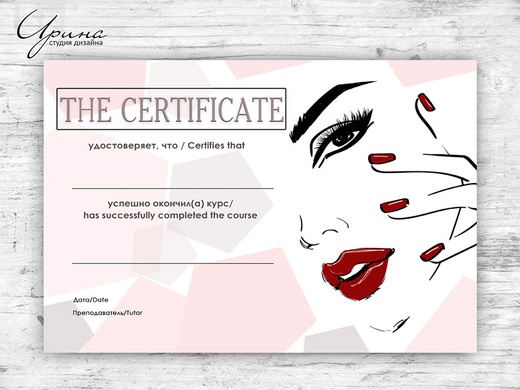 Ирина
студия дизайна
THE CERTIFICATE
удостоверяет, что / Certifies that
успешно окончил(а) курс/
has successfully completed the course
Дата/Date
Преподаватель/Tutor